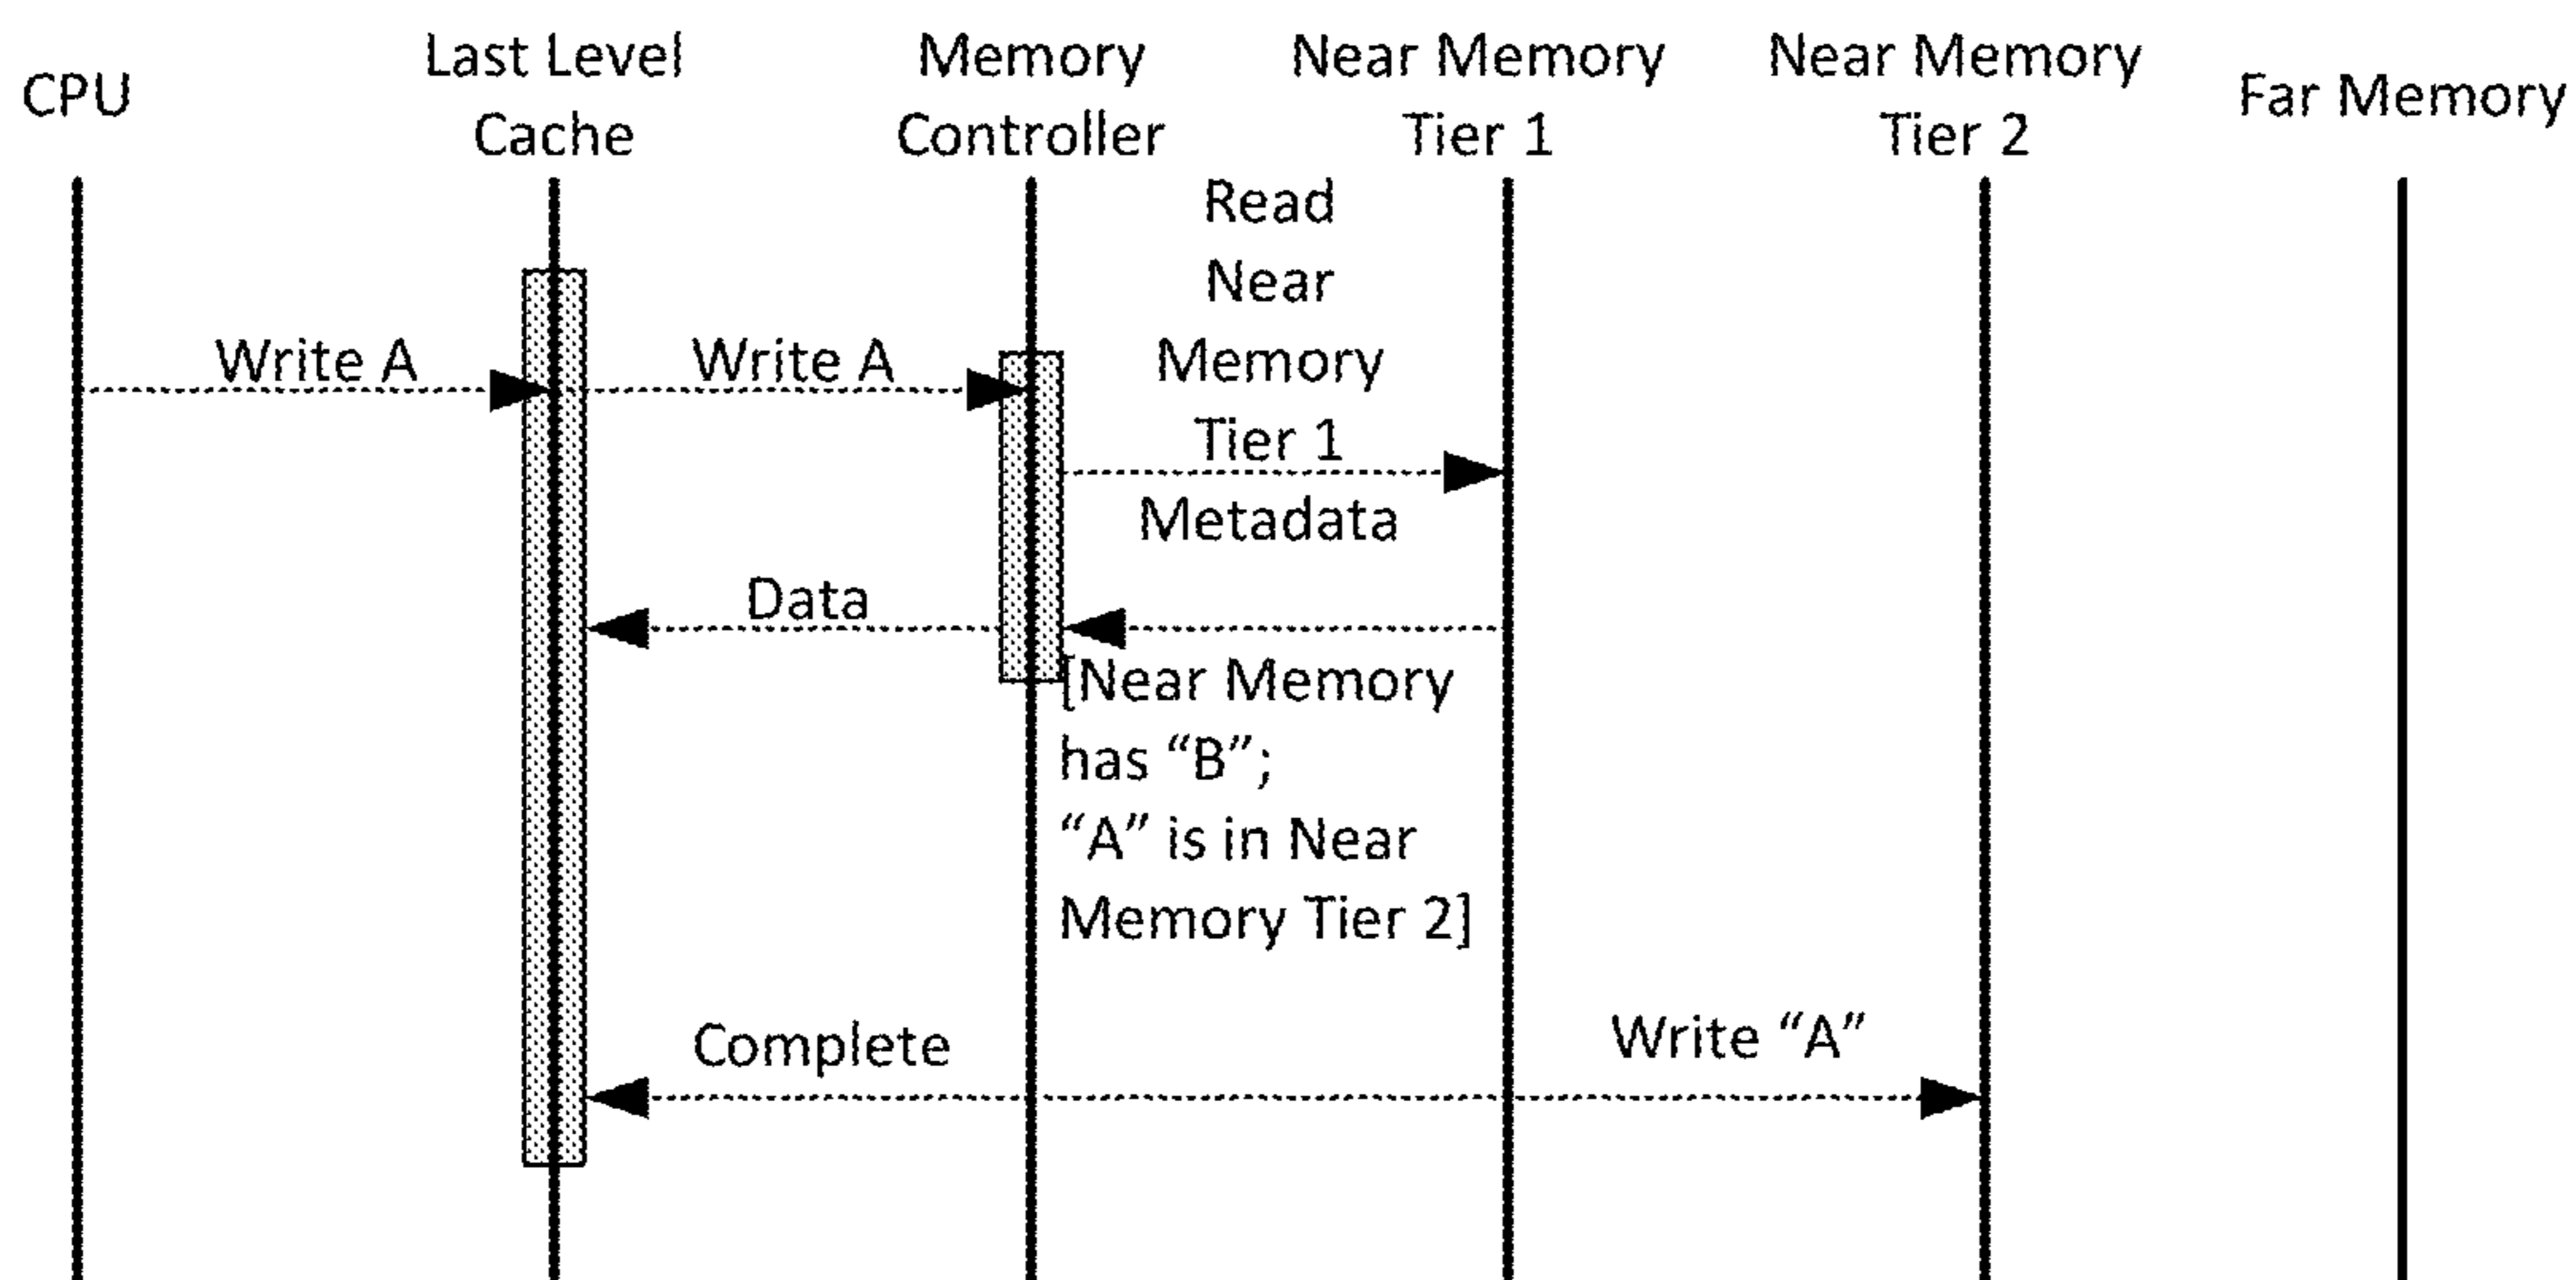 CPU
Last Level
Cache
Memory
Controller
Near Memory
Tier 1
Near Memory
Tier 2
Far Memory
Write A
Write A
Read
Near
Memory
Tier 1
Metadata
Data
[Near Memory
has “B”;
“A” is in Near
Memory Tier 2]
Complete
Write “A”